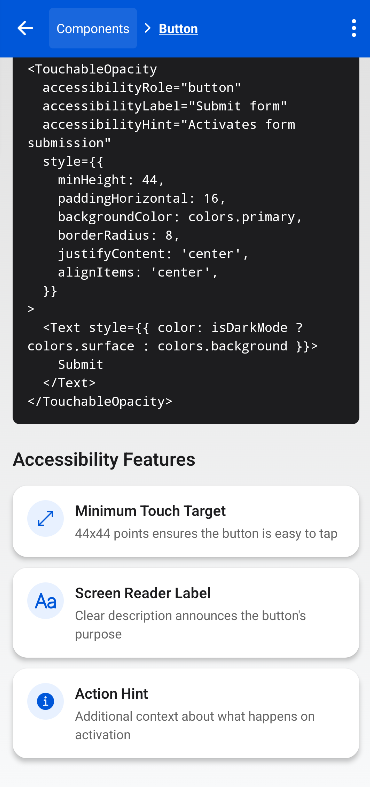 Components > Button
<TouchableOpacity
  accessibilityRole="button"
  accessibilityLabel="Submit form"
  accessibilityHint="Activates form
submission"
  style={{
    minHeight: 44,
    paddingHorizontal: 16,
    backgroundColor: colors.primary,
    borderRadius: 8,
    justifyContent: 'center',
    alignItems: 'center',
  }}
>
  <Text style={{ color: isDarkMode ?
colors.surface : colors.background }}>
    Submit
  </Text>
</TouchableOpacity>
Accessibility Features
Minimum Touch Target
44x44 points ensures the button is easy to tap
Aa
Screen Reader Label
Clear description announces the button's
purpose
Action Hint
Additional context about what happens on
activation